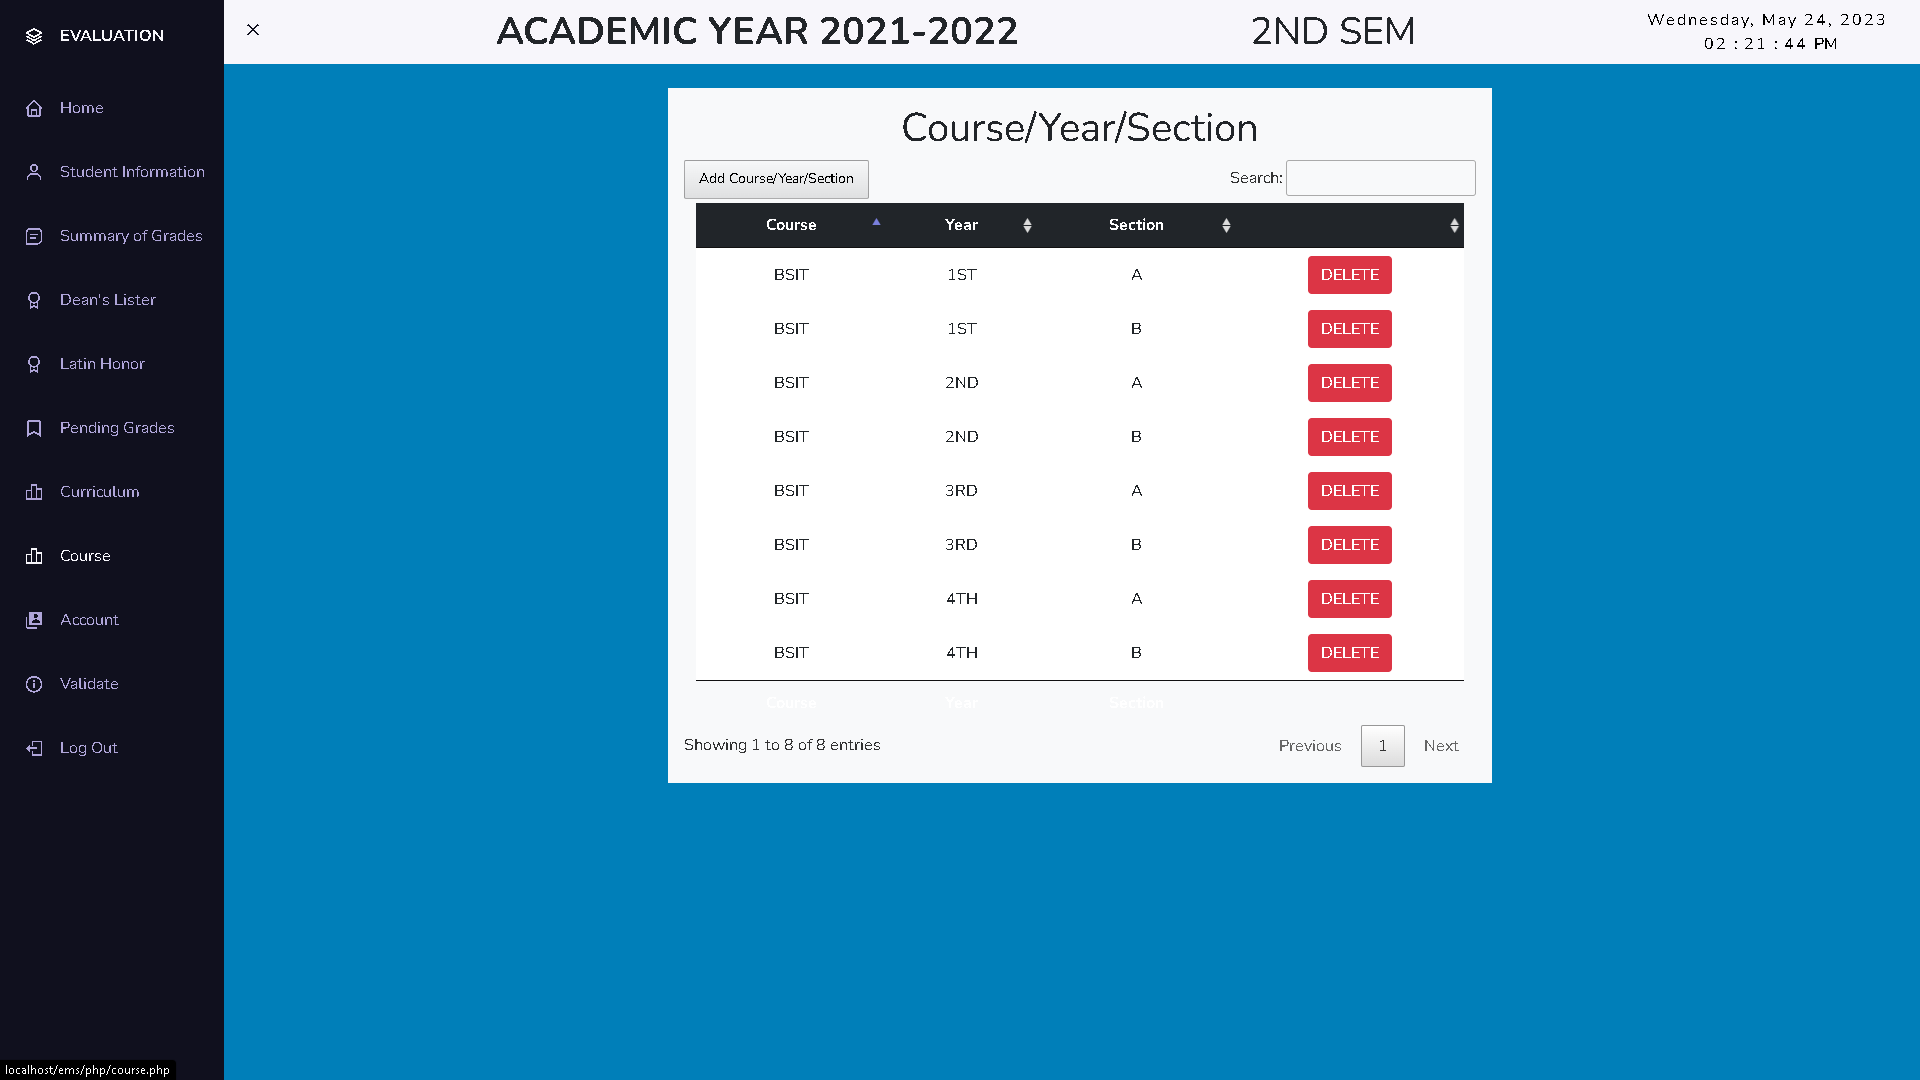 EVALUATION
Home
Student Information
Summary of Grades
Dean's Lister
Latin Honor
Pending Grades
Curriculum
Course
Account
Validate
Log Out
ACADEMIC YEAR 2021-2022 2ND SEM
Wednesday, May 24, 2023
02 : 21 : 44 PM
Course/Year/Section
Add Course/Year/Section Search:
Course Year Section
BSIT 1ST A DELETE
BSIT 1ST B DELETE
BSIT 2ND A DELETE
BSIT 2ND B DELETE
BSIT 3RD A DELETE
BSIT 3RD B DELETE
BSIT 4TH A DELETE
BSIT 4TH B DELETE
Course Year Section
Showing 1 to 8 of 8 entries Previous 1 Next
localhost/ems/php/course.php